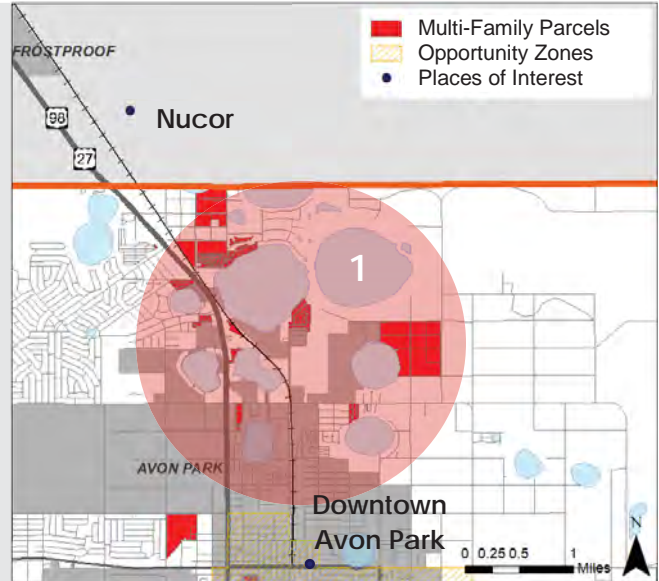 Multi-Family Parcels
Opportunity Zones
Places of Interest
FROSTPROOF
98
27
Nucor
1
AVON PARK
Downtown
Avon Park
N
0 0.25 0.5 1
Miles